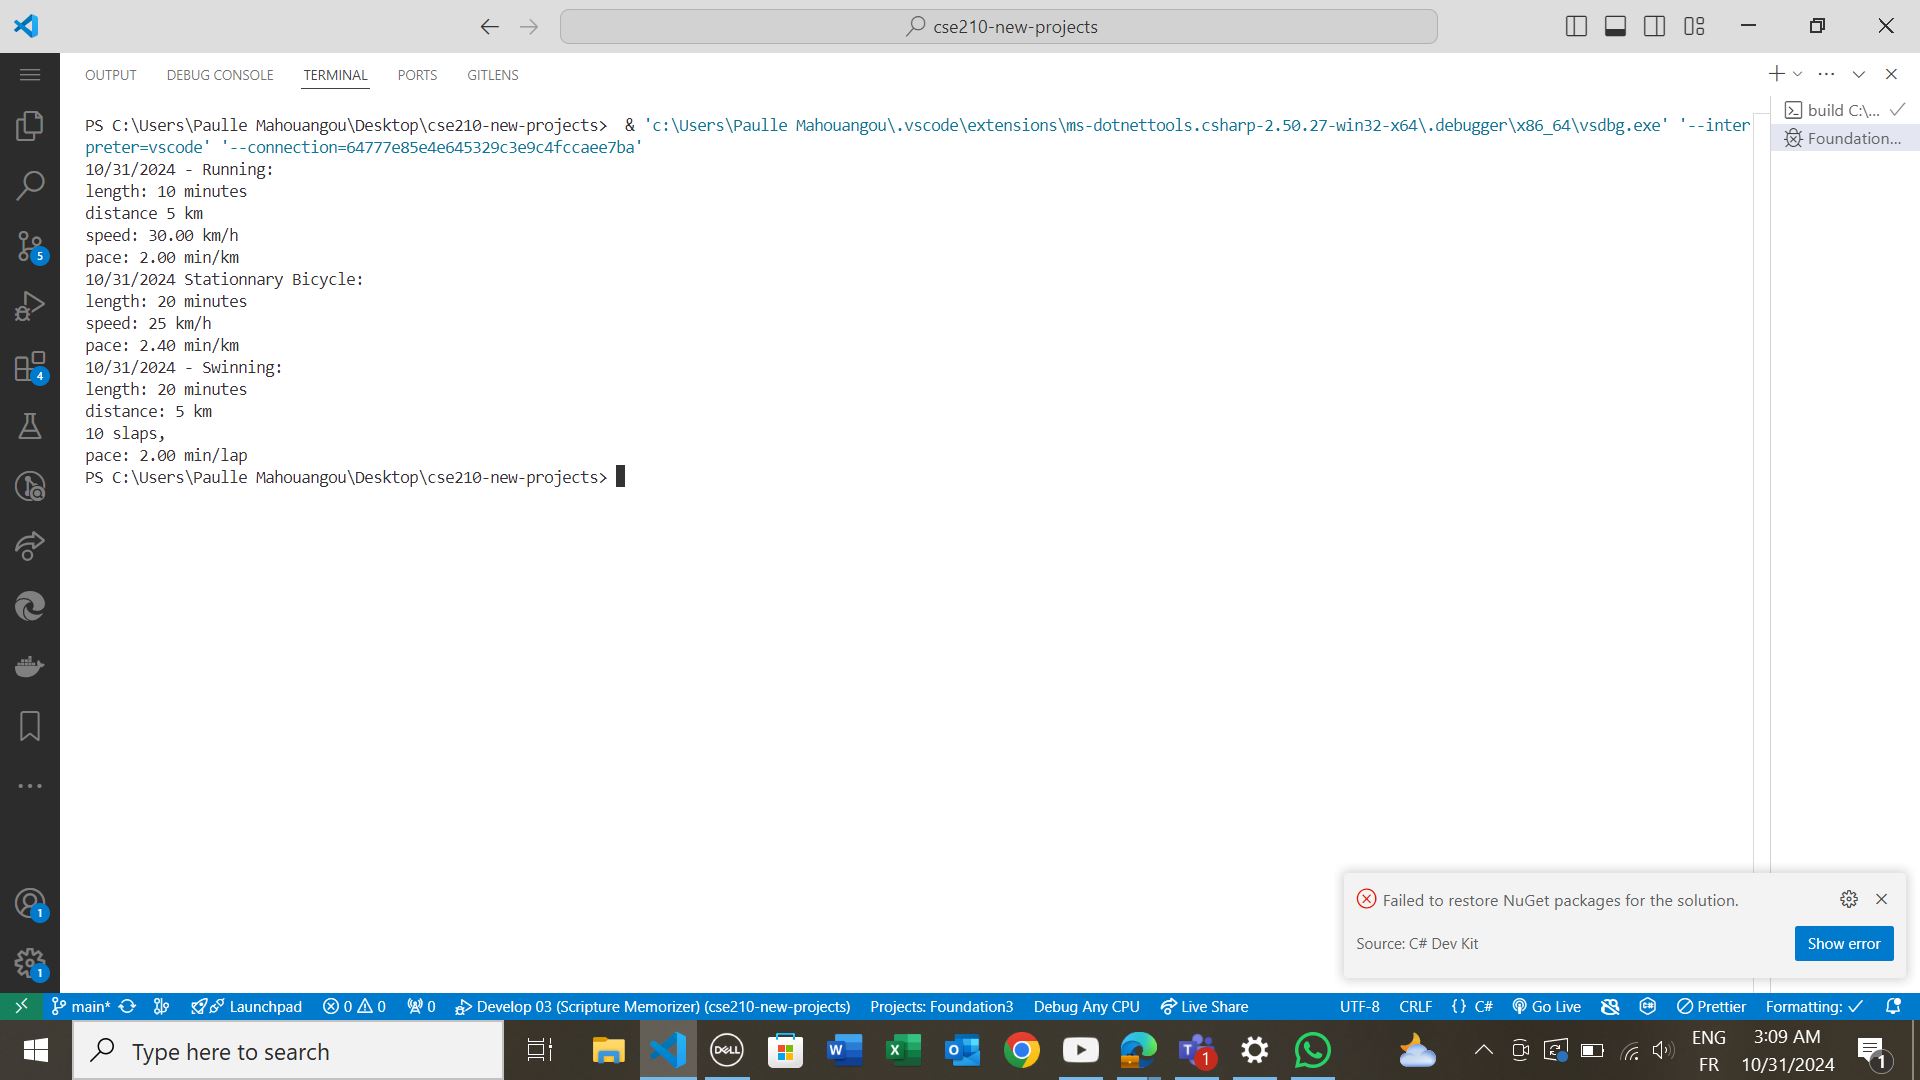 cse210-new-projects
OUTPUT DEBUG CONSOLE TERMINAL PORTS GITLENS
PS C:\Users\Paulle Mahouangou\Desktop\cse210-new-projects>  & 'c:\Users\Paulle Mahouangou\.vscode\extensions\ms-dotnettools.csharp-2.50.27-win32-x64\.debugger\x86_64\vsdbg.exe' '--inter
preter=vscode' '--connection=64777e85e4e645329c3e9c4fccaee7ba'
10/31/2024 - Running:
length: 10 minutes
distance 5 km
speed: 30.00 km/h
pace: 2.00 min/km
10/31/2024 Stationnary Bicycle:
length: 20 minutes
speed: 25 km/h
pace: 2.40 min/km
10/31/2024 - Swinning:
length: 20 minutes
distance: 5 km
10 slaps,
pace: 2.00 min/lap
PS C:\Users\Paulle Mahouangou\Desktop\cse210-new-projects>
build C:\...
Foundation...
5
4
1
1
Failed to restore NuGet packages for the solution.
Source: C# Dev Kit
Show error
main* Launchpad 0 0 0 Develop 03 (Scripture Memorizer) (cse210-new-projects) Projects: Foundation3 Debug Any CPU Live Share UTF-8 CRLF {} C# Go Live Prettier Formatting:
Type here to search
DELL
1
ENG
FR
3:09 AM
10/31/2024
1